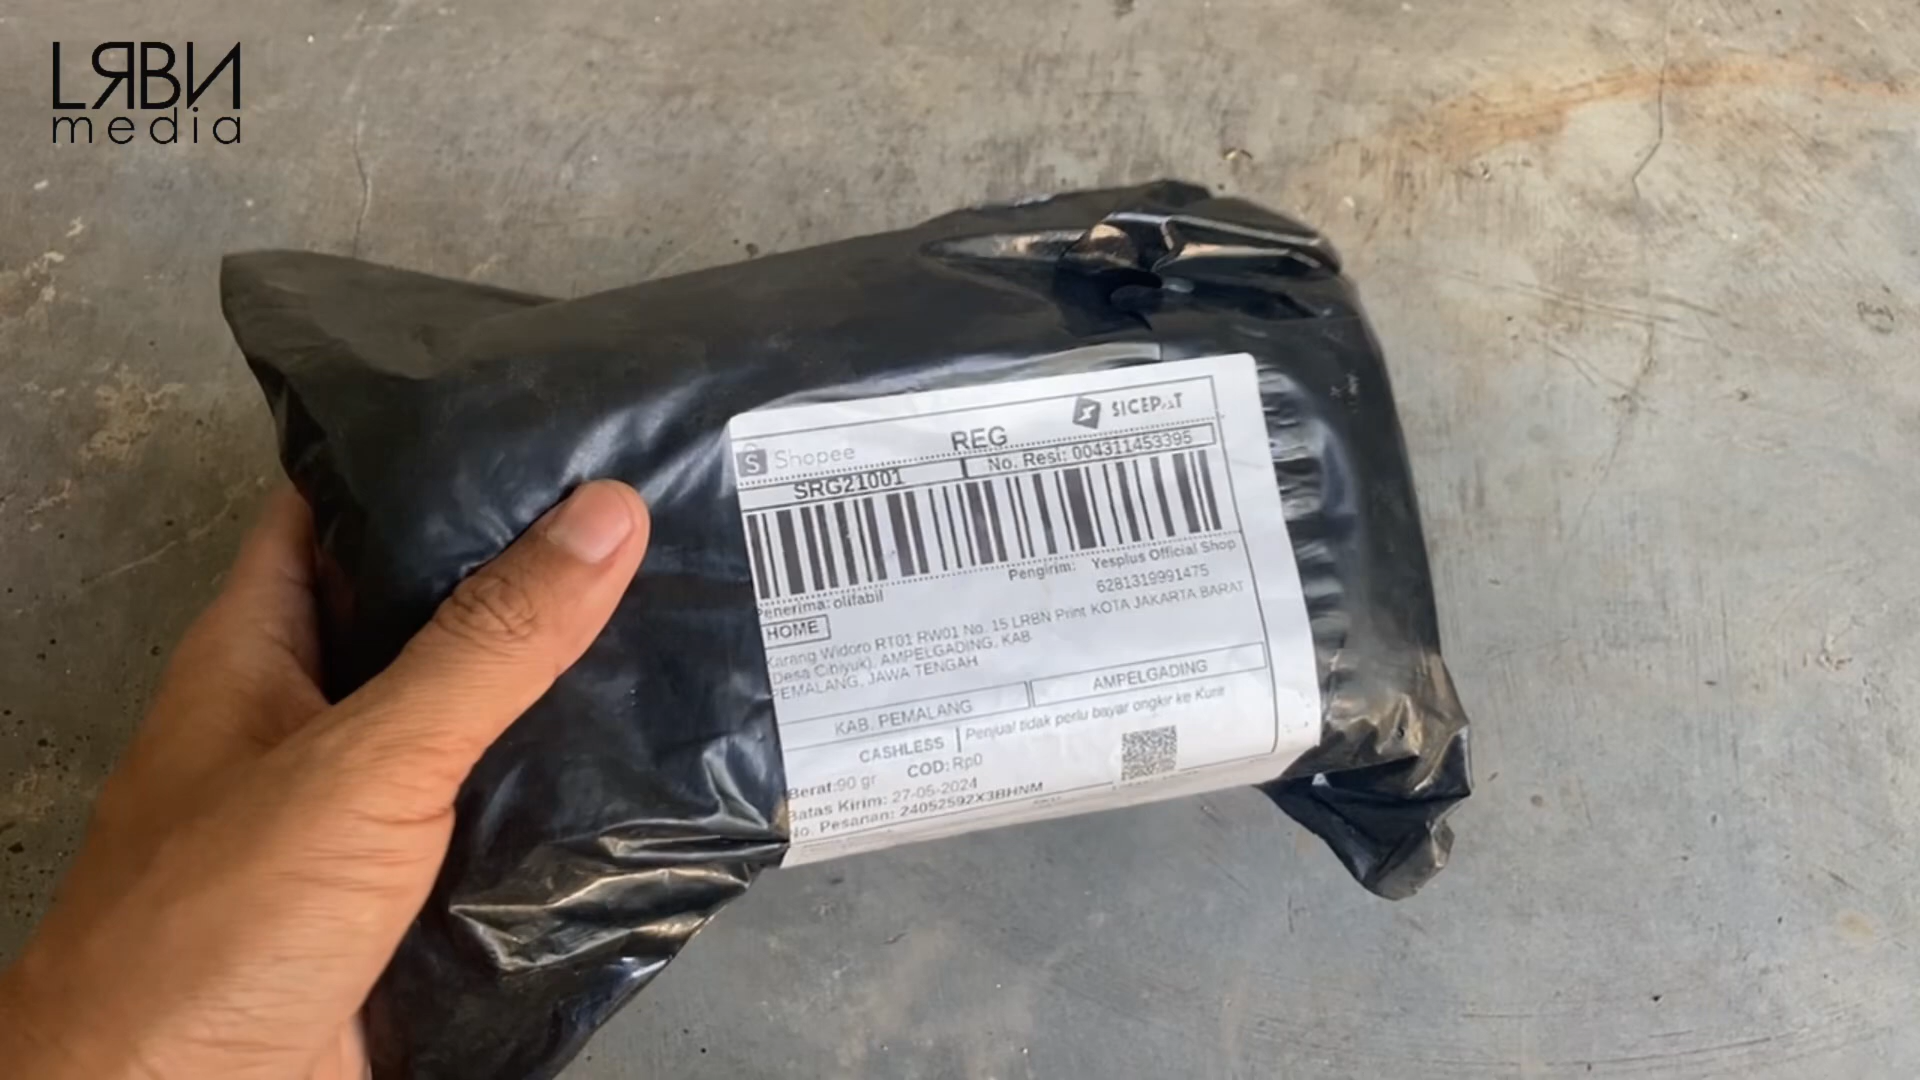 LRBN
media
SICEPAT
Shopee
REG
SRG21001
No. Resi: 004311453395
Penerima: olifabil
Pengirim: Yesplus Official Shop
6281319991475
KOTA JAKARTA BARAT
HOME
Karang Widoro RT01 RW01 No. 15 LRBN Print
Desa Cibiyuk), AMPELGADING, KAB
PEMALANG, JAWA TENGAH
KAB. PEMALANG
AMPELGADING
CASHLESS
Penjual tidak perlu bayar ongkir ke Kurir
Berat: 90 gr
COD: Rp0
Batas Kirim: 27-05-2024
No. Pesanan: 24052592X3BHNM